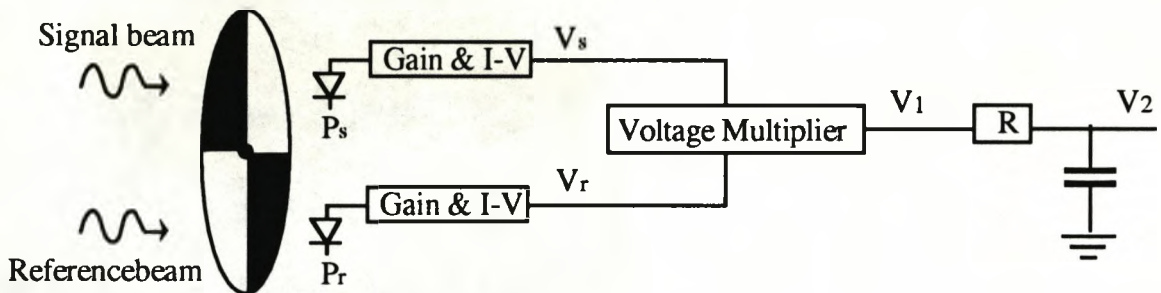 Signal beam
Gain & I-V
Vs
Ps
Voltage Multiplier
V1
R
V2
Gain & I-V
Vr
Pr
Referencebeam